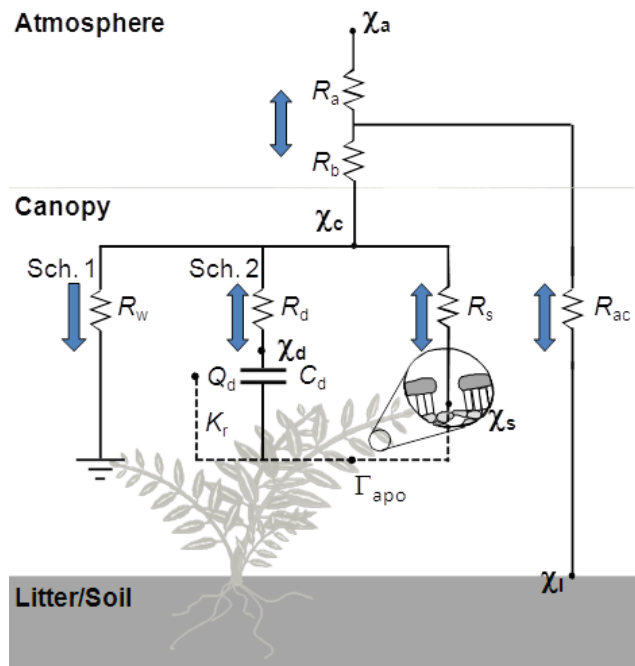 Atmosphere
χa
Ra
Rb
Canopy
χc
Sch. 1
Sch. 2
Rw
Rd
Rs
Rac
χd
Qd
Cd
χs
Kr
Γapo
Litter/Soil
χl